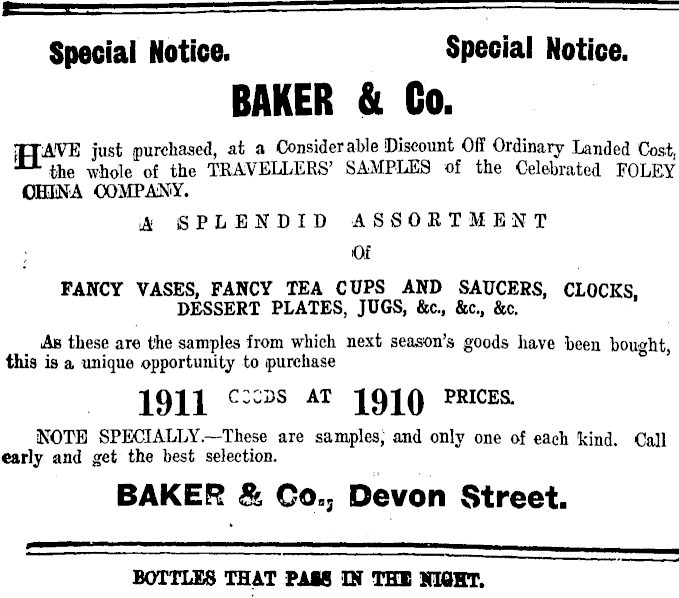 Special Notice. Special Notice.
BAKER & Co.
HAVE just purchased, at a Considerable Discount Off Ordinary Landed Cost,
the whole of the TRAVELLERS' SAMPLES of the Celebrated FOLEY
CHINA COMPANY.
A SPLENDID ASSORTMENT
Of
FANCY VASES, FANCY TEA CUPS AND SAUCERS, CLOCKS,
DESSERT PLATES, JUGS, &c., &c., &c.
As these are the samples from which next season's goods have been bought,
this is a unique opportunity to purchase
1911 GOODS AT 1910 PRICES.
NOTE SPECIALLY.—These are samples, and only one of each kind. Call
early and get the best selection.
BAKER & Co., Devon Street.
BOTTLES THAT PASS IN THE NIGHT.